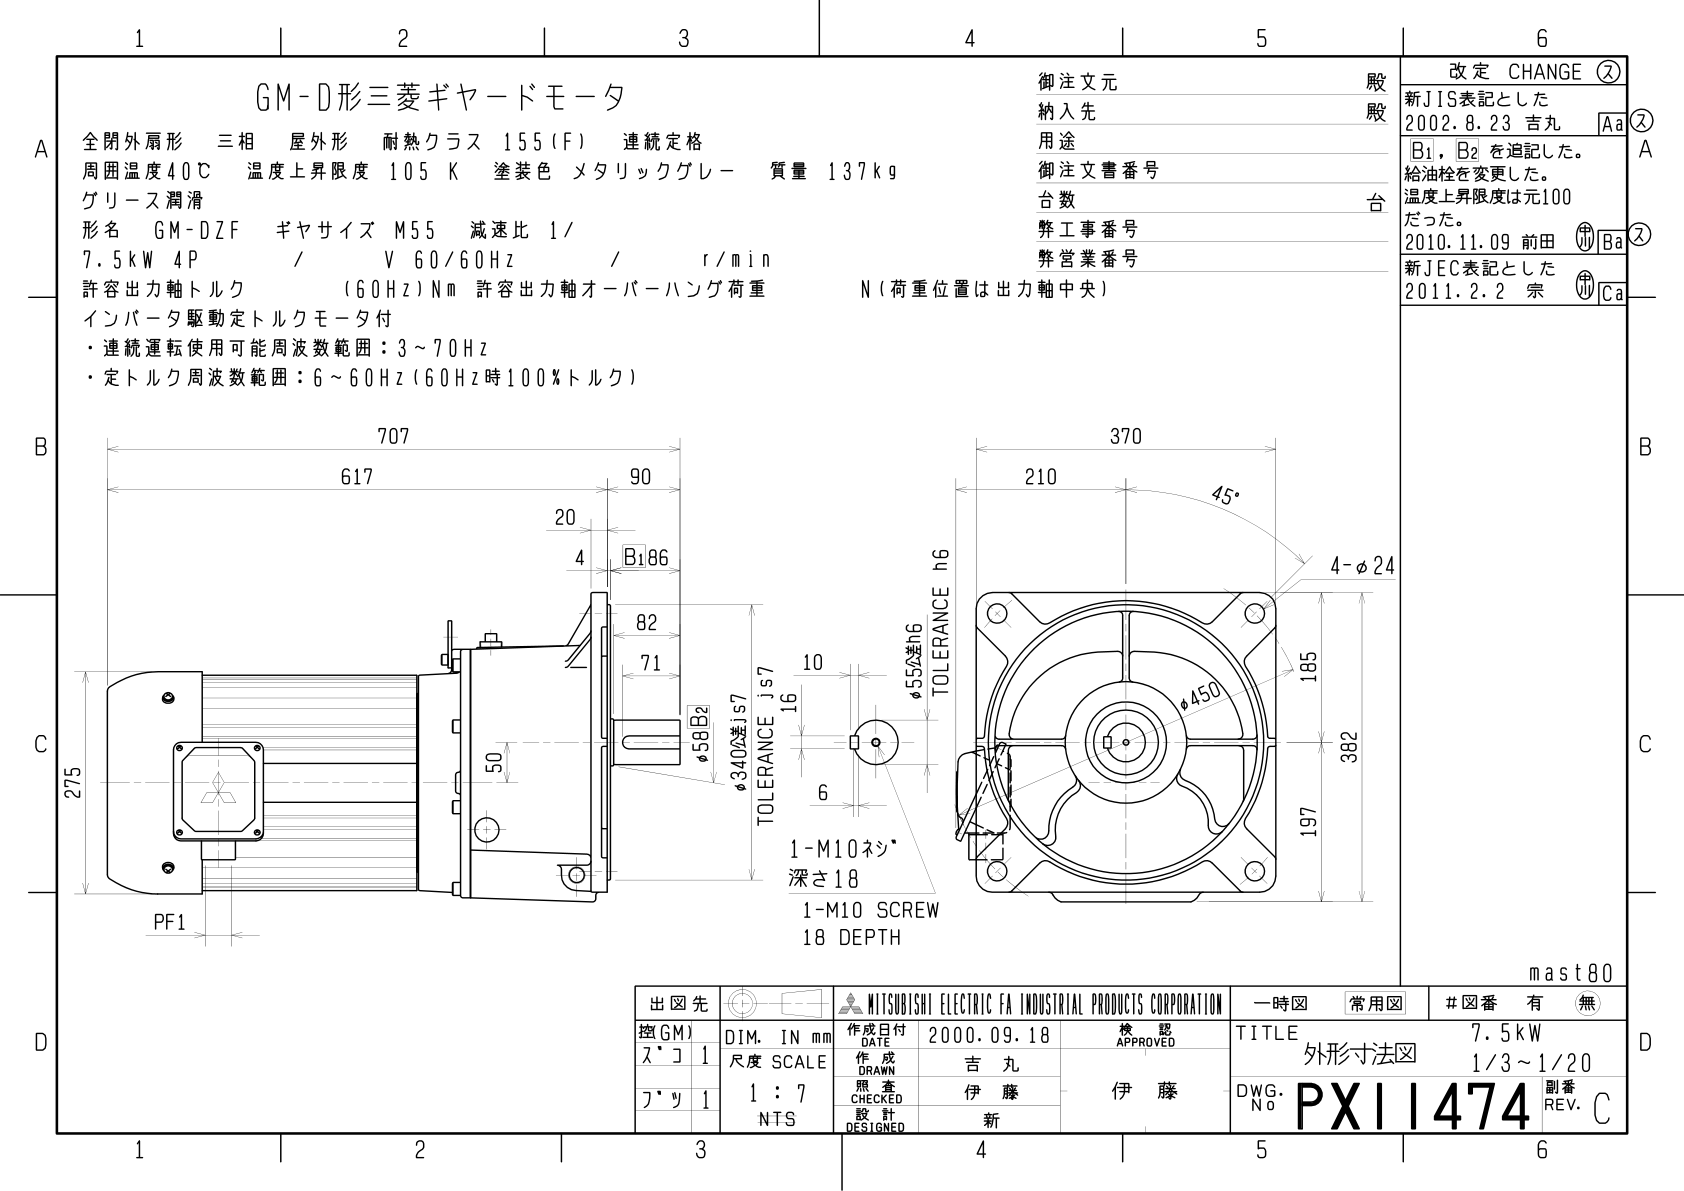 1 2 3 4 5 6
GM-D形三菱ギヤードモータ
全閉外扇形 三相 屋外形 耐熱クラス 155(F) 連続定格
周囲温度40℃ 温度上昇限度 105 K 塗装色 メタリックグレー 質量 137kg
グリース潤滑
形名 GM-DZF ギヤサイズ M55 減速比 1/
7.5kW 4P / V 60/60Hz / r/min
許容出力軸トルク (60Hz)Nm 許容出力軸オーバーハング荷重 N(荷重位置は出力軸中央)
インバータ駆動定トルクモータ付
・連続運転使用可能周波数範囲：3~70Hz
・定トルク周波数範囲：6~60Hz(60Hz時100%トルク)
御注文元 殿
納入先 殿
用途
御注文書番号
台数 台
弊工事番号
弊営業番号
改定 CHANGE ス
新JIS表記とした
2002.8.23 吉丸 Aa ス
B1, B2 を追記した。
給油栓を変更した。
温度上昇限度は元100
だった。
2010.11.09 前田 Ba ス
新JEC表記とした
2011.2.2 宗 Ca
A A
B B
C C
D D
707
617 90
20
4 B1 86
82
71
275
50
PF1
φ58 B2
φ340公差js7
TOLERANCE js7
10
16
6
φ55公差h6
TOLERANCE h6
1-M10ネジ
深さ18
1-M10 SCREW
18 DEPTH
370
210
45°
4-φ24
φ450
185
382
197
mast80
出図先
控(GM)
ズコ 1
ブツ 1
DIM. IN mm
尺度 SCALE
1 : 7
NTS
MITSUBISHI ELECTRIC FA INDUSTRIAL PRODUCTS CORPORATION
作成日付 DATE 2000.09.18
作成 DRAWN 吉丸
照査 CHECKED 伊藤
設計 DESIGNED 新
検認 APPROVED
伊藤
一時図 常用図 #図番 有 無
TITLE 外形寸法図
7.5kW
1/3~1/20
DWG. No PX11474
副番 REV. C
1 2 3 4 5 6